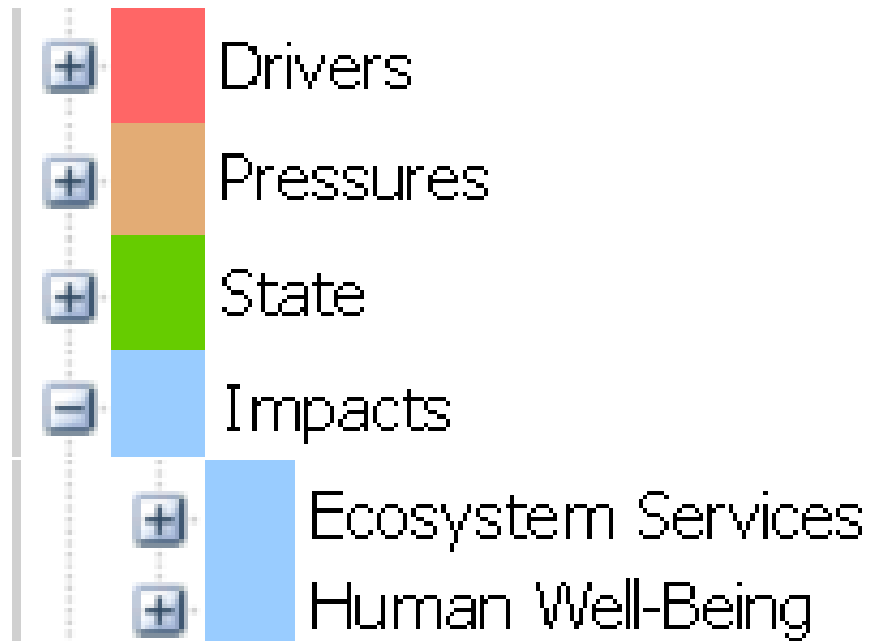 Drivers
Pressures
State
Impacts
Ecosystem Services
Human Well-Being